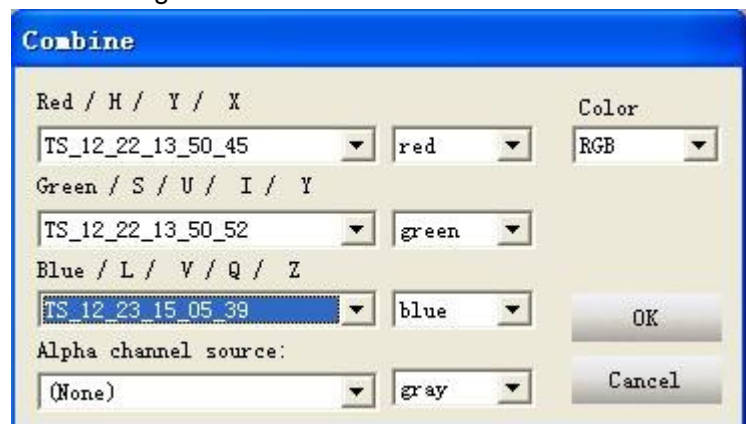 Combine
Red / H / Y / X
Color
TS_12_22_13_50_45 red RGB
Green / S / U / I / Y
TS_12_22_13_50_52 green
Blue / L / V / Q / Z
TS_12_23_15_05_39 blue
OK
Alpha channel source:
(None) gray
Cancel